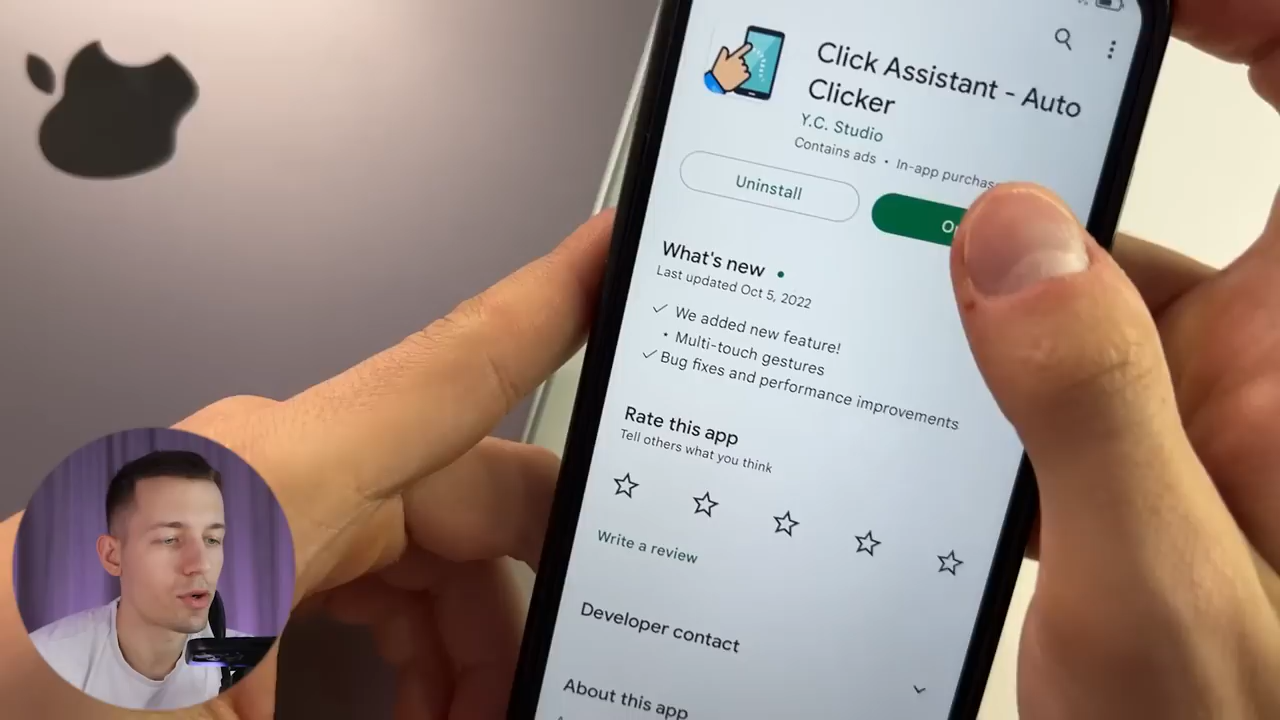 Click Assistant - Auto
Clicker
Y.C. Studio
Contains ads • In-app
Uninstall
What's new •
Last updated Oct 5, 2022
✓ We added new feature!
• Multi-touch gestures
✓ Bug fixes and performance improvements
Rate this app
Tell others what you think
Write a review
Developer contact
About this app